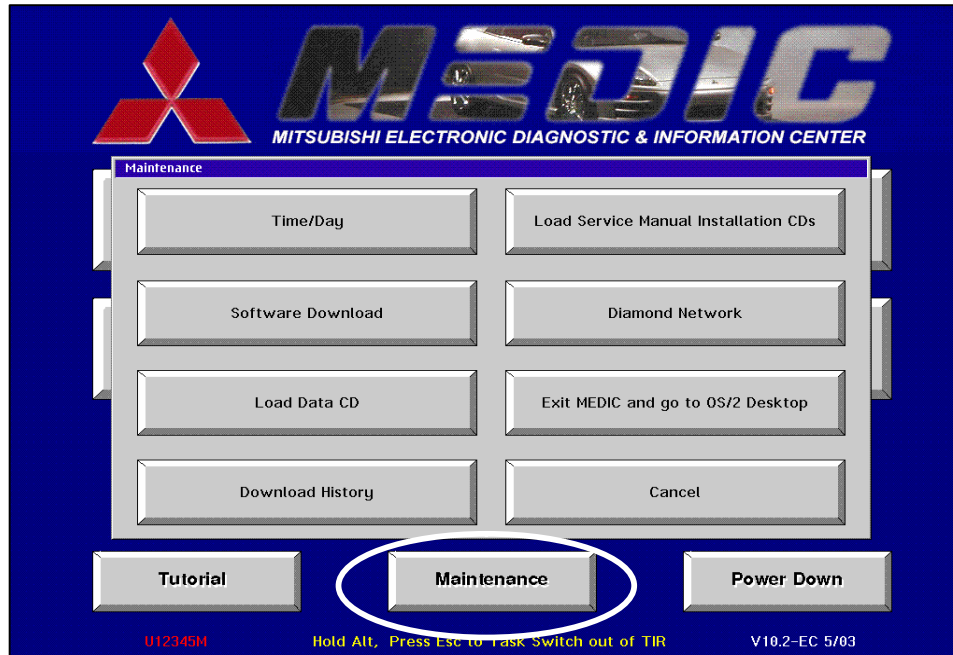 MEDIC
MITSUBISHI ELECTRONIC DIAGNOSTIC & INFORMATION CENTER
Maintenance
Time/Day
Load Service Manual Installation CDs
Software Download
Diamond Network
Load Data CD
Exit MEDIC and go to OS/2 Desktop
Download History
Cancel
Tutorial
Maintenance
Power Down
U12345M
Hold Alt, Press Esc to Task Switch out of TIR
V10.2-EC 5/03